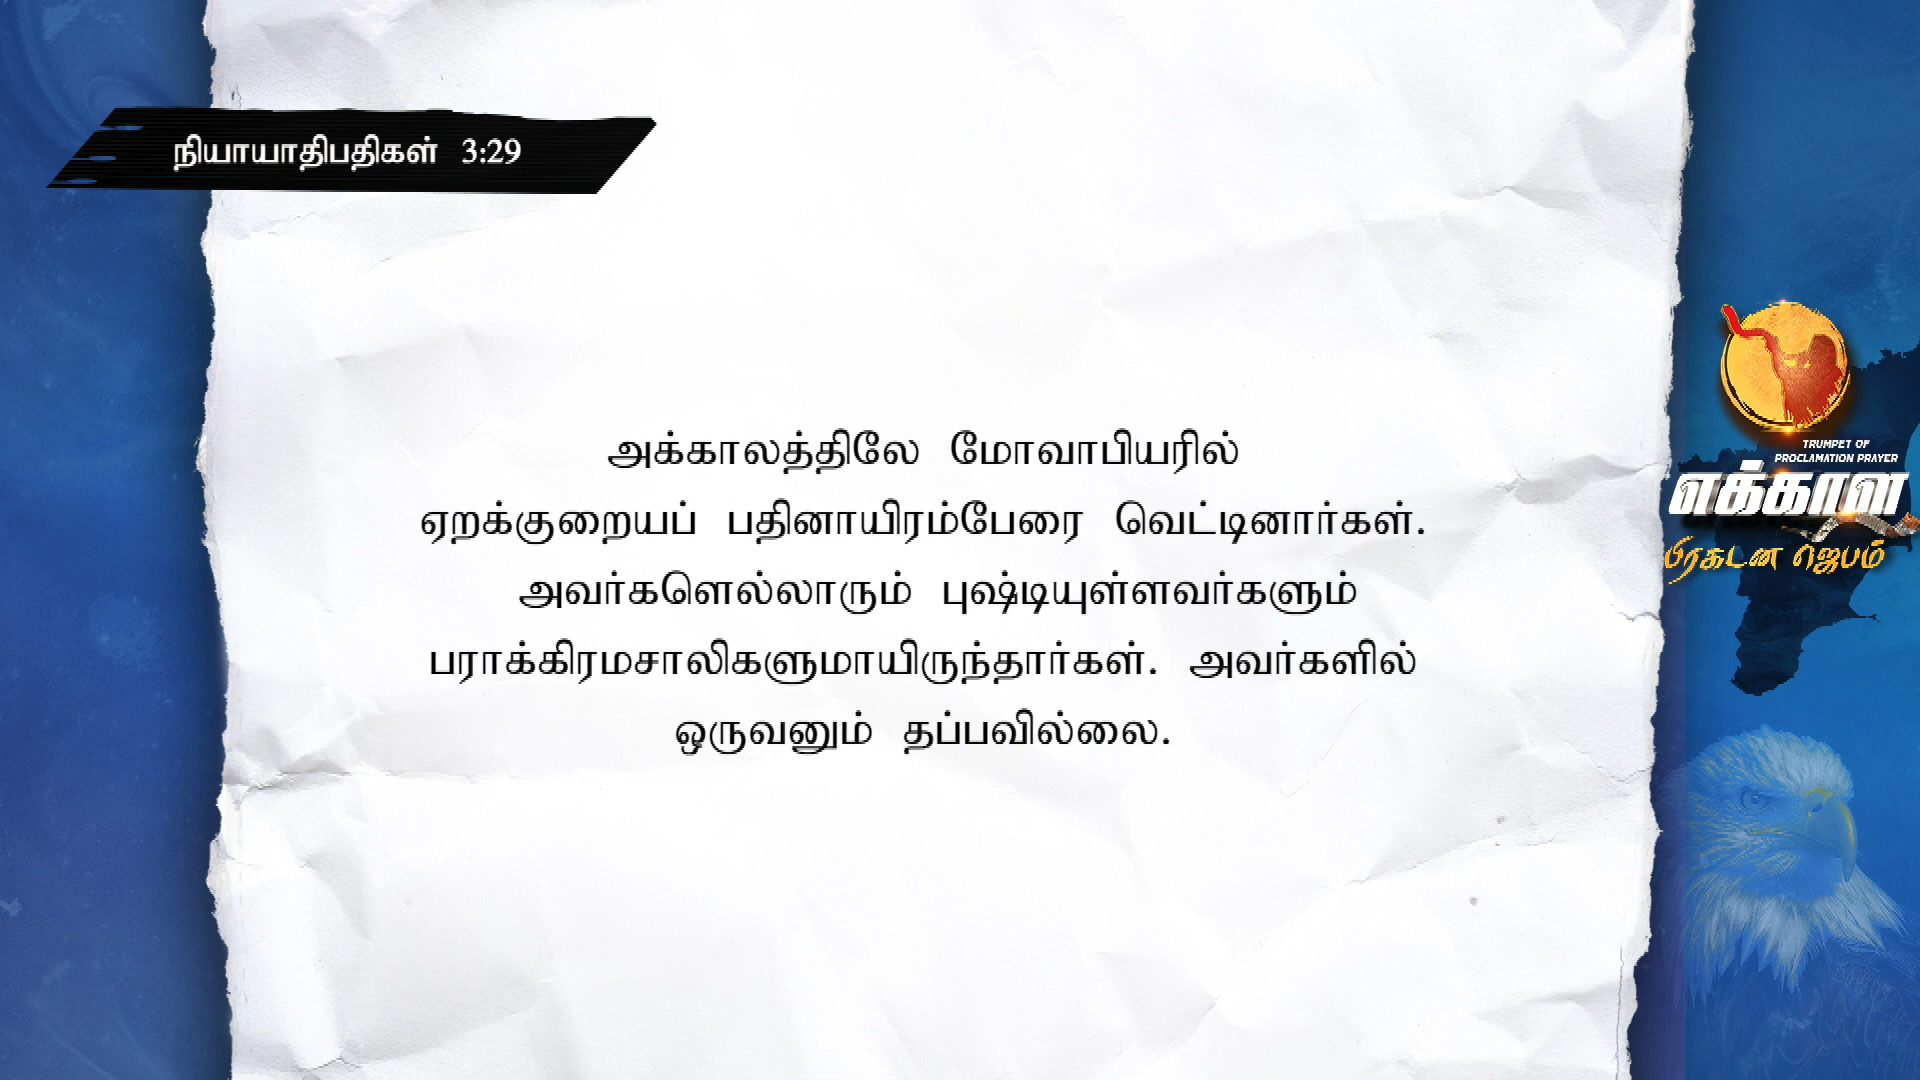 நியாயாதிபதிகள் 3:29
அக்காலத்திலே மோவாபியரில்
ஏறக்குறையப் பதினாயிரம்பேரை வெட்டினார்கள்.
அவர்களெல்லாரும் புஷ்டியுள்ளவர்களும்
பராக்கிரமசாலிகளுமாயிருந்தார்கள். அவர்களில்
ஒருவனும் தப்பவில்லை.
TRUMPET OF
PROCLAMATION PRAYER
எக்காள
பிரகடன ஜெபம்